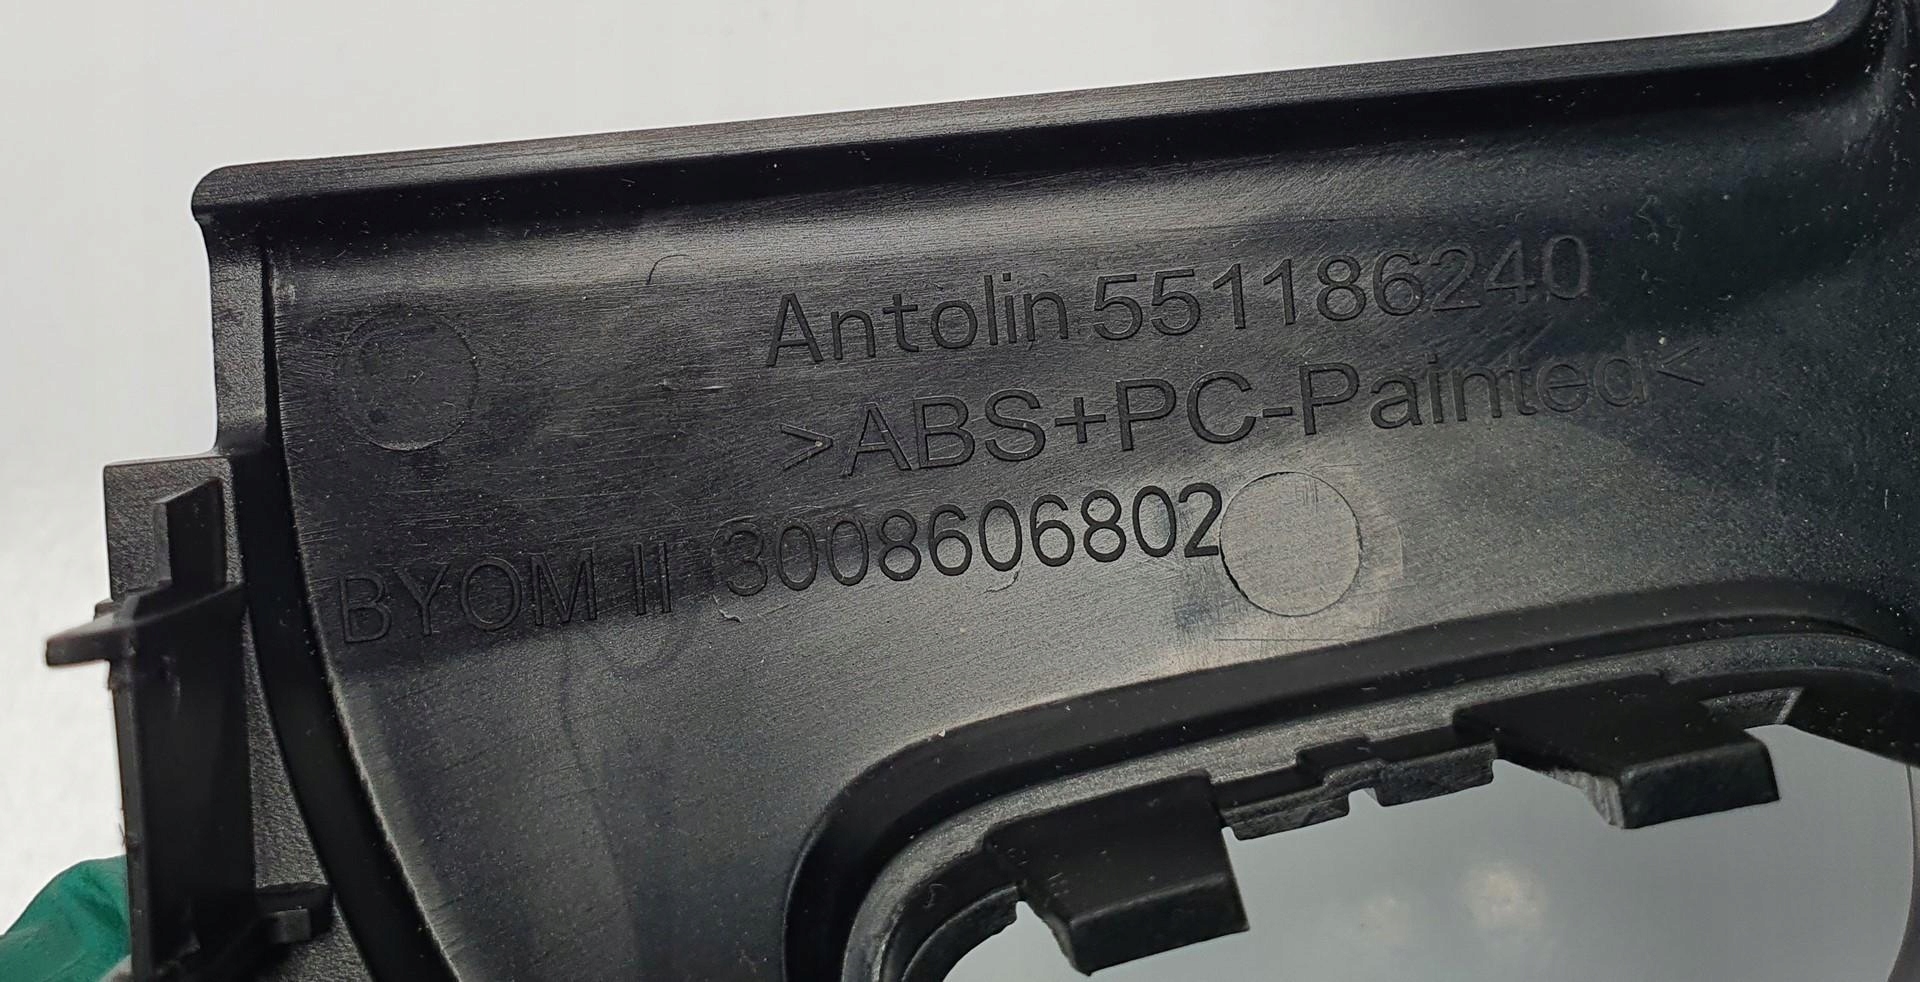 Antolin 551186240
>ABS+PC-Painted<
BYOM II 3008606802